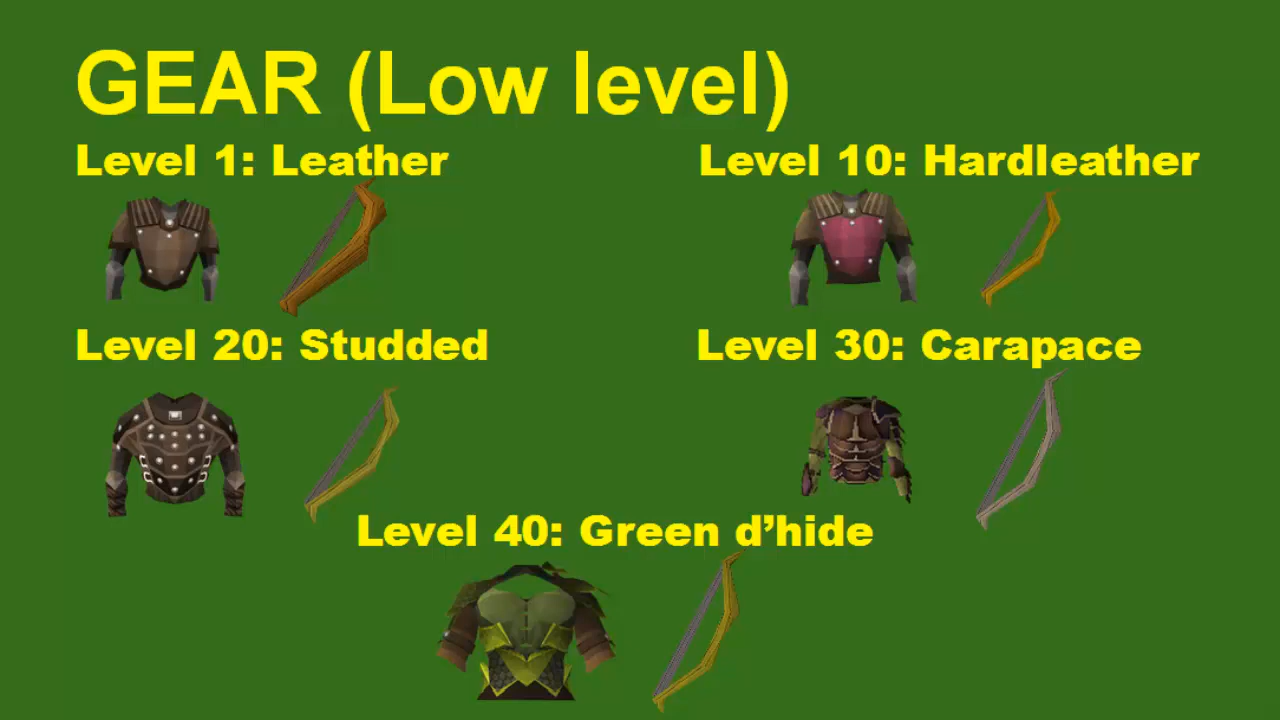 GEAR (Low level)
Level 1: Leather
Level 10: Hardleather
Level 20: Studded
Level 30: Carapace
Level 40: Green d’hide